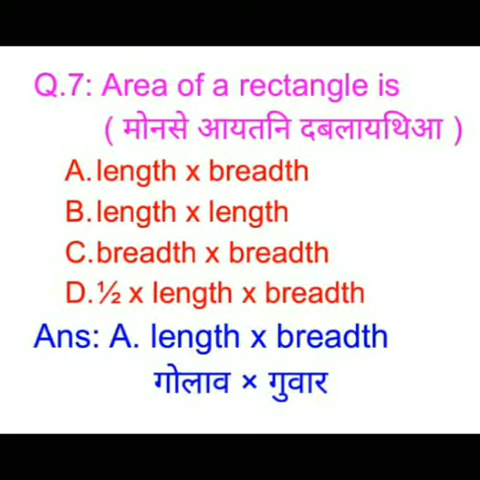 Q.7: Area of a rectangle is
( मोनसे आयतनि दबलायथिआ )
A.length x breadth
B.length x length
C.breadth x breadth
D.½ x length x breadth
Ans: A. length x breadth
गोलाव × गुवार